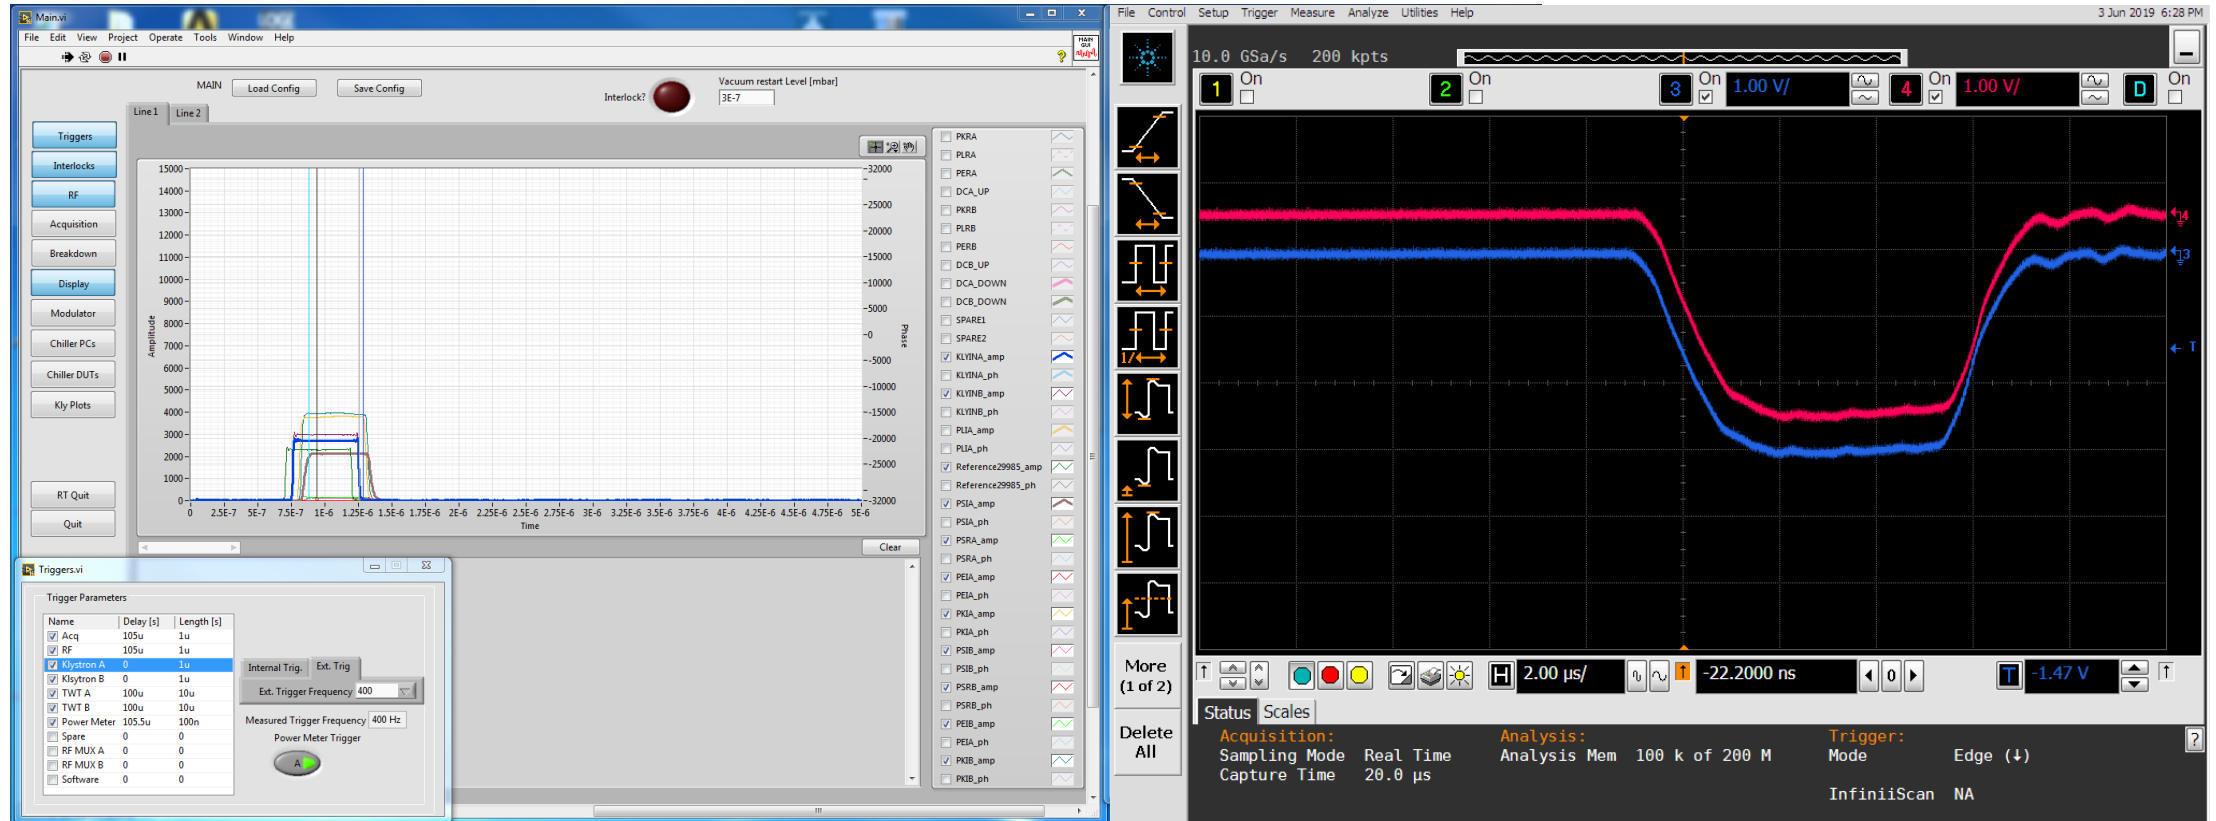 Main.vi
File Edit View Project Operate Tools Window Help
MAIN GUI
MAIN Load Config Save Config
Interlock?
Vacuum restart Level [mbar]
3E-7
Line 1 Line 2
Triggers
Interlocks
RF
Acquisition
Breakdown
Display
Modulator
Chiller PCs
Chiller DUTs
Kly Plots
RT Quit
Quit
Amplitude
15000
14000
13000
12000
11000
10000
9000
8000
7000
6000
5000
4000
3000
2000
1000
0
0 2.5E-7 5E-7 7.5E-7 1E-6 1.25E-6 1.5E-6 1.75E-6 2E-6 2.25E-6 2.5E-6 2.75E-6 3E-6 3.25E-6 3.5E-6 3.75E-6 4E-6 4.25E-6 4.5E-6 4.75E-6 5E-6
Time
-32000
-25000
-20000
-15000
-10000
-5000
-0
--5000
--10000
--15000
--20000
--25000
--32000
Phase
Clear
PKRA
PLRA
PERA
DCA_UP
PKRB
PLRB
PERB
DCB_UP
DCA_DOWN
DCB_DOWN
SPARE1
SPARE2
KLYINA_amp
KLYINA_ph
KLYINB_amp
KLYINB_ph
PLIA_amp
PLIA_ph
Reference29985_amp
Reference29985_ph
PSIA_amp
PSIA_ph
PSRA_amp
PSRA_ph
PEIA_amp
PEIA_ph
PKIA_amp
PKIA_ph
PSIB_amp
PSIB_ph
PSRB_amp
PSRB_ph
PEIB_amp
PEIA_ph
PKIB_amp
PKIB_ph
Triggers.vi
Trigger Parameters
Name Delay [s] Length [s]
Acq 105u 1u
RF 105u 1u
Klystron A 0 1u
Klsytron B 0 1u
TWT A 100u 10u
TWT B 100u 10u
Power Meter 105.5u 100n
Spare 0 0
RF MUX A 0 0
RF MUX B 0 0
Software 0 0
Internal Trig. Ext. Trig
Ext. Trigger Frequency 400
Measured Trigger Frequency 400 Hz
Power Meter Trigger
A
File Control Setup Trigger Measure Analyze Utilities Help
3 Jun 2019 6:28 PM
10.0 GSa/s 200 kpts
1 On
2 On
3 On 1.00 V/
4 On 1.00 V/
D On
4
3
T
1/
More
(1 of 2)
Delete
All
H 2.00 µs/ -22.2000 ns 0 T -1.47 V
Status Scales
Acquisition:
Sampling Mode Real Time
Capture Time 20.0 µs
Analysis:
Analysis Mem 100 k of 200 M
Trigger:
Mode Edge (↓)
InfiniiScan NA
?